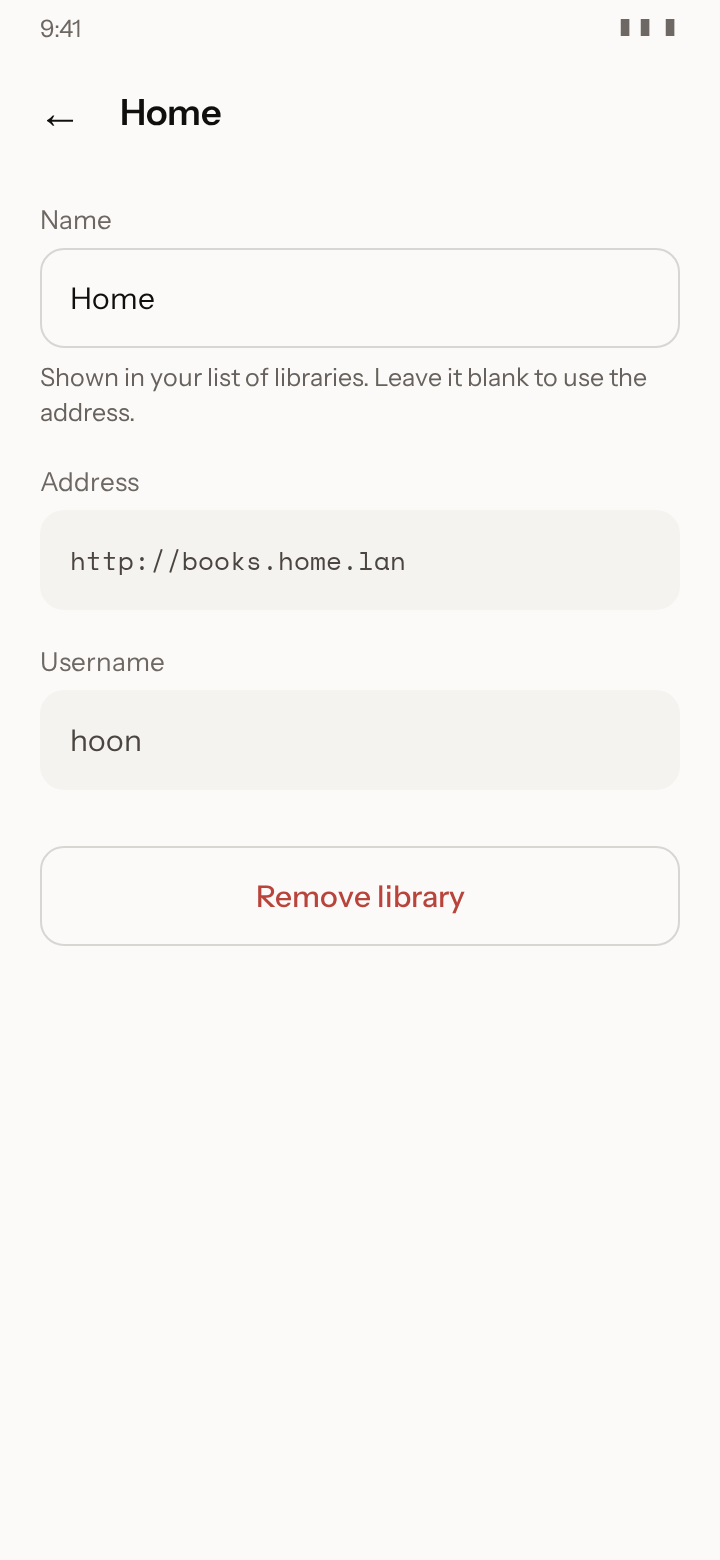 9:41
← Home
Name
Home
Shown in your list of libraries. Leave it blank to use the
address.
Address
http://books.home.lan
Username
hoon
Remove library